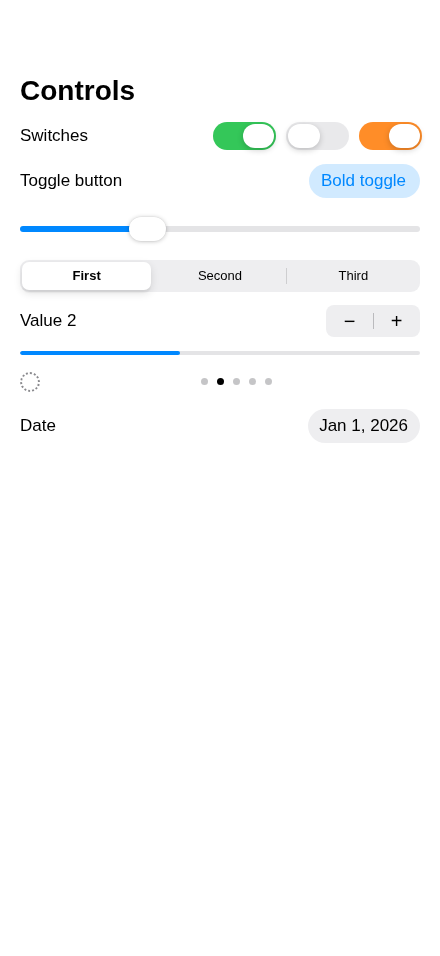 Controls
Switches
Toggle button Bold toggle
First Second Third
Value 2 − +
Date Jan 1, 2026